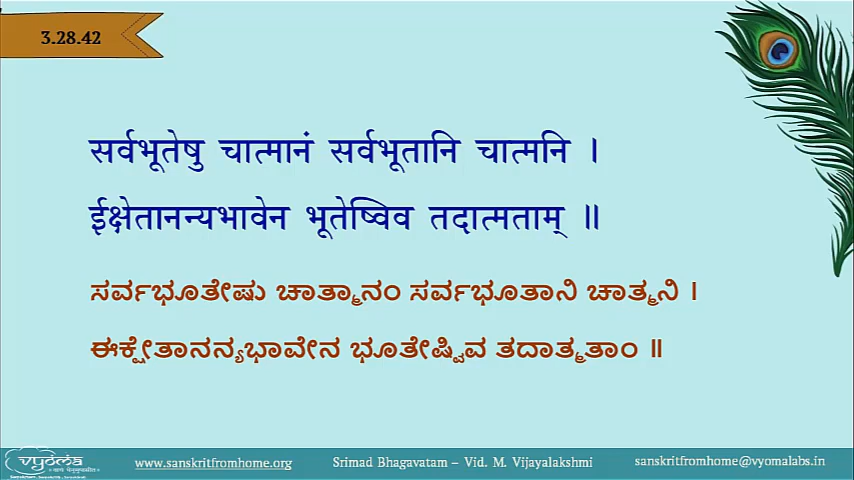 3.28.42
सर्वभूतेषु चात्मानं सर्वभूतानि चात्मनि ।
ईक्षेतानन्यभावेन भूतेष्विव तदात्मताम् ॥
ಸರ್ವಭೂತೇಷು ಚಾತ್ಮಾನಂ ಸರ್ವಭೂತಾನಿ ಚಾತ್ಮನಿ ।
ಈಕ್ಷೇತಾನನ್ಯಭಾವೇನ ಭೂತೇಷ್ವಿವ ತದಾತ್ಮತಾಂ ॥
vyoma
www.sanskritfromhome.org
Srimad Bhagavatam – Vid. M. Vijayalakshmi
sanskritfromhome@vyomalabs.in